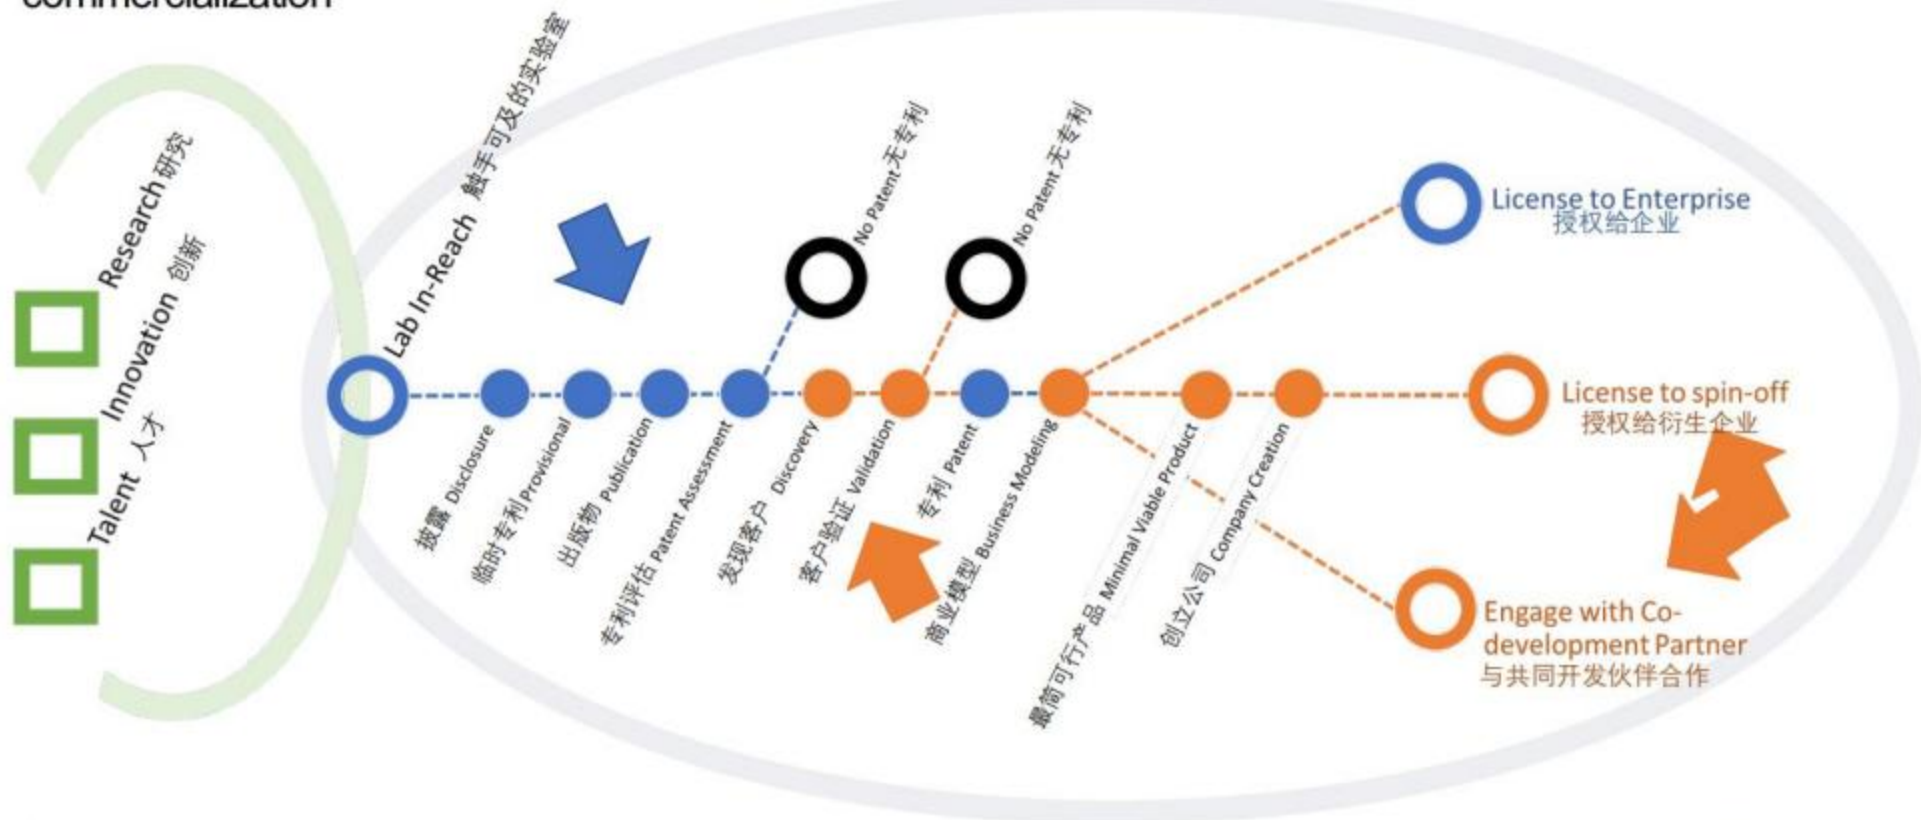 commercialization
Research 研究
Innovation 创新
Talent 人才
Lab In-Reach 触手可及的实验室
披露 Disclosure
临时专利 Provisional
出版物 Publication
专利评估 Patent Assessment
No Patent 无专利
发现客户 Discovery
客户验证 Validation
No Patent 无专利
专利 Patent
商业模型 Business Modeling
最简可行产品 Minimal Viable Product
创立公司 Company Creation
License to Enterprise
授权给企业
License to spin-off
授权给衍生企业
Engage with Co-
development Partner
与共同开发伙伴合作